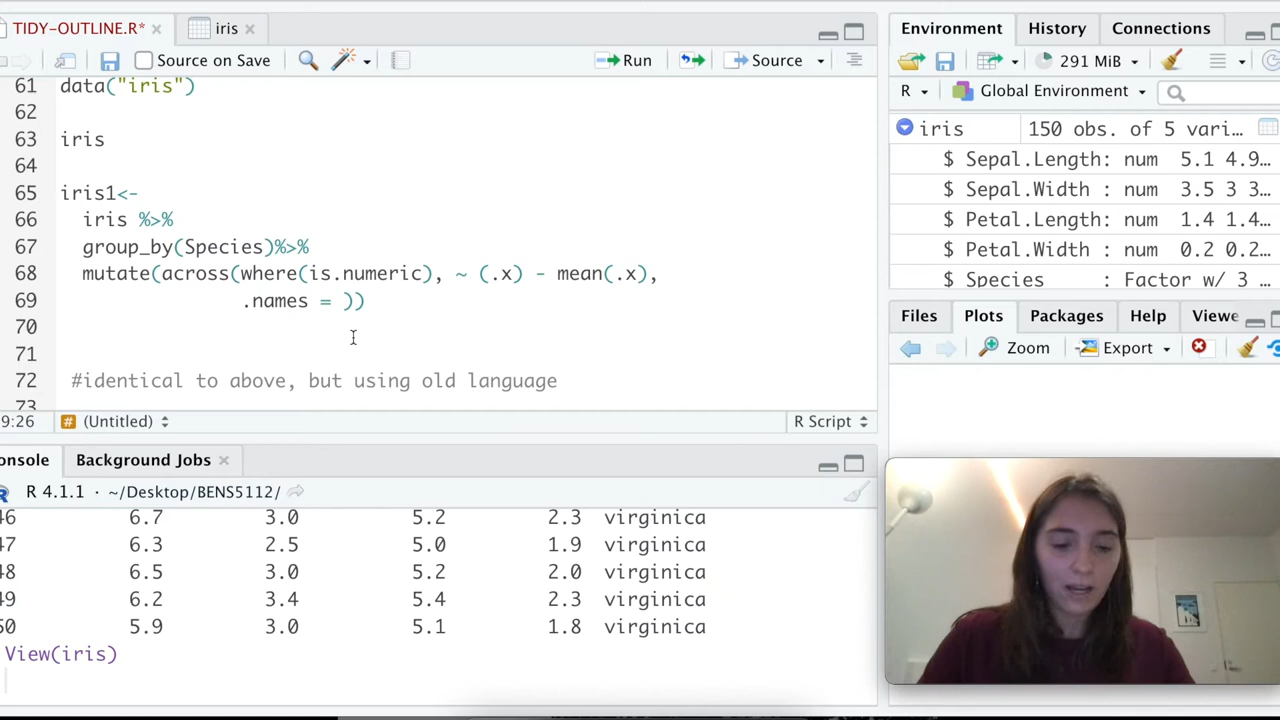 TIDY-OUTLINE.R*
iris
Source on Save
Run
Source
61 data("iris")
62
63 iris
64
65 iris1<-
66 iris %>%
67 group_by(Species)%>%
68 mutate(across(where(is.numeric), ~ (.x) - mean(.x),
69 .names = ))
70
71
72 #identical to above, but using old language
73
9:26 # (Untitled) R Script
onsole Background Jobs
R 4.1.1 · ~/Desktop/BENS5112/
46 6.7 3.0 5.2 2.3 virginica
47 6.3 2.5 5.0 1.9 virginica
48 6.5 3.0 5.2 2.0 virginica
49 6.2 3.4 5.4 2.3 virginica
50 5.9 3.0 5.1 1.8 virginica
View(iris)
Environment History Connections
291 MiB
R Global Environment
iris 150 obs. of 5 vari…
$ Sepal.Length: num 5.1 4.9…
$ Sepal.Width : num 3.5 3 3…
$ Petal.Length: num 1.4 1.4…
$ Petal.Width : num 0.2 0.2…
$ Species : Factor w/ 3 …
Files Plots Packages Help Viewe
Zoom Export